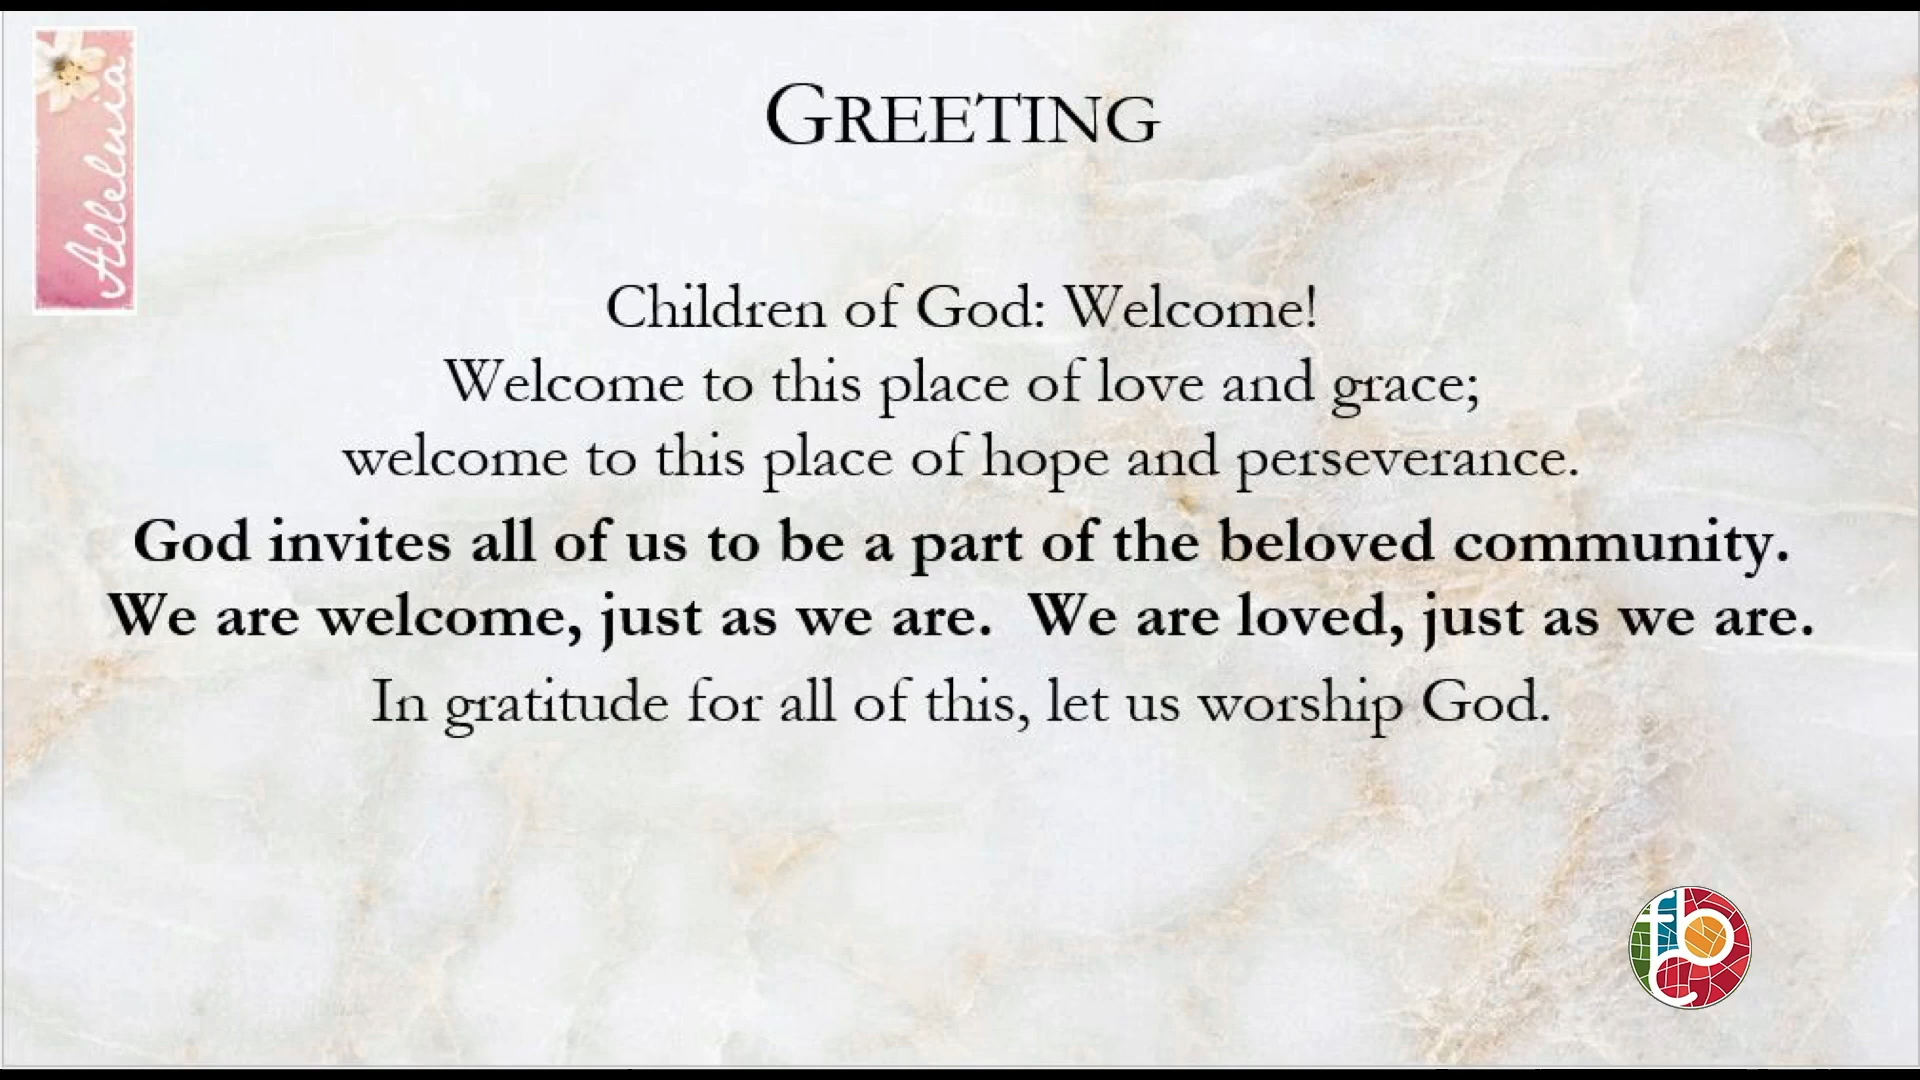 Alleluia
GREETING
Children of God: Welcome!
Welcome to this place of love and grace;
welcome to this place of hope and perseverance.
God invites all of us to be a part of the beloved community.
We are welcome, just as we are.  We are loved, just as we are.
In gratitude for all of this, let us worship God.
fbc